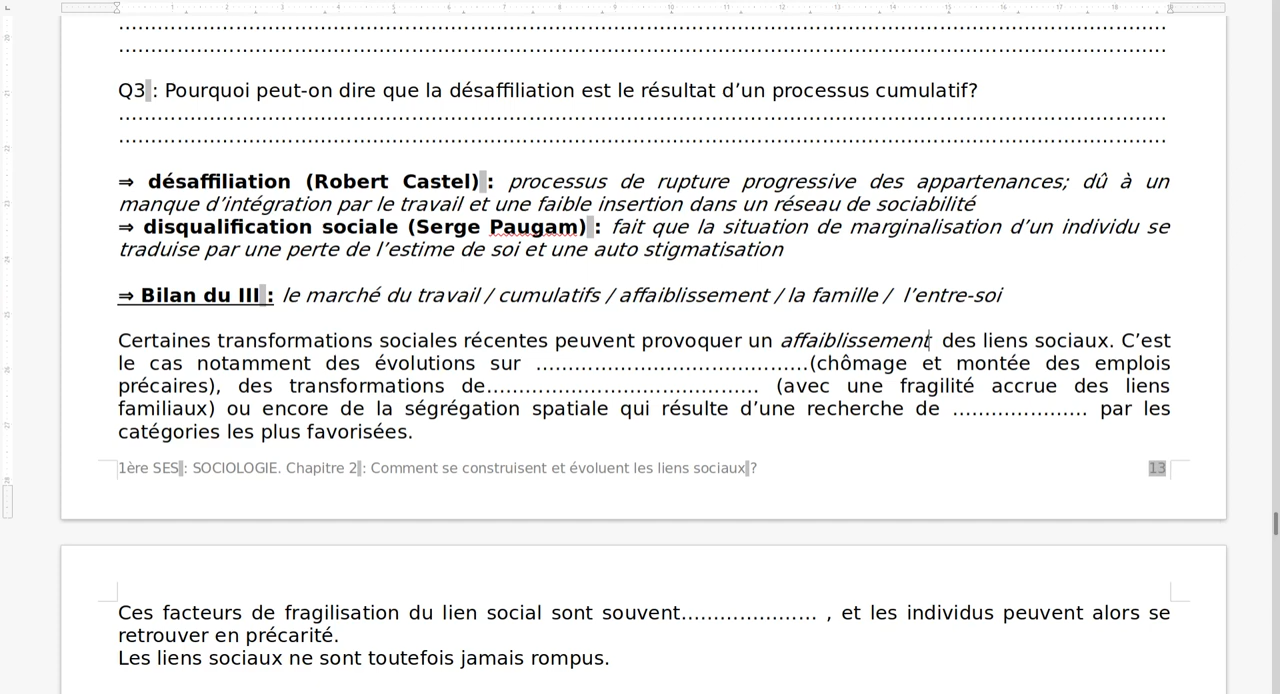 ……………………………………………………………………………………………………………………………………
……………………………………………………………………………………………………………………………………
Q3 : Pourquoi peut-on dire que la désaffiliation est le résultat d’un processus cumulatif?
……………………………………………………………………………………………………………………………………
……………………………………………………………………………………………………………………………………
⇒ désaffiliation (Robert Castel) : processus de rupture progressive des appartenances; dû à un
manque d’intégration par le travail et une faible insertion dans un réseau de sociabilité
⇒ disqualification sociale (Serge Paugam) : fait que la situation de marginalisation d’un individu se
traduise par une perte de l’estime de soi et une auto stigmatisation
⇒ Bilan du III : le marché du travail / cumulatifs / affaiblissement / la famille /  l’entre-soi
Certaines transformations sociales récentes peuvent provoquer un affaiblissement  des liens sociaux. C’est
le cas notamment des évolutions sur ……………………………………(chômage et montée des emplois
précaires), des transformations de…………………………………… (avec une fragilité accrue des liens
familiaux) ou encore de la ségrégation spatiale qui résulte d’une recherche de ………………… par les
catégories les plus favorisées.
1ère SES : SOCIOLOGIE. Chapitre 2 : Comment se construisent et évoluent les liens sociaux ? 13
Ces facteurs de fragilisation du lien social sont souvent………………… , et les individus peuvent alors se
retrouver en précarité.
Les liens sociaux ne sont toutefois jamais rompus.